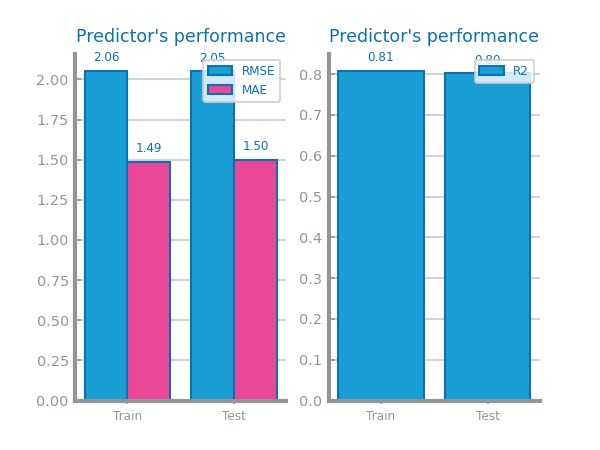 Predictor's performance
2.06
2.05
RMSE
MAE
1.49
1.50
2.00
1.75
1.50
1.25
1.00
0.75
0.50
0.25
0.00
Train
Test
Predictor's performance
0.81
0.80
R2
0.8
0.7
0.6
0.5
0.4
0.3
0.2
0.1
0.0
Train
Test